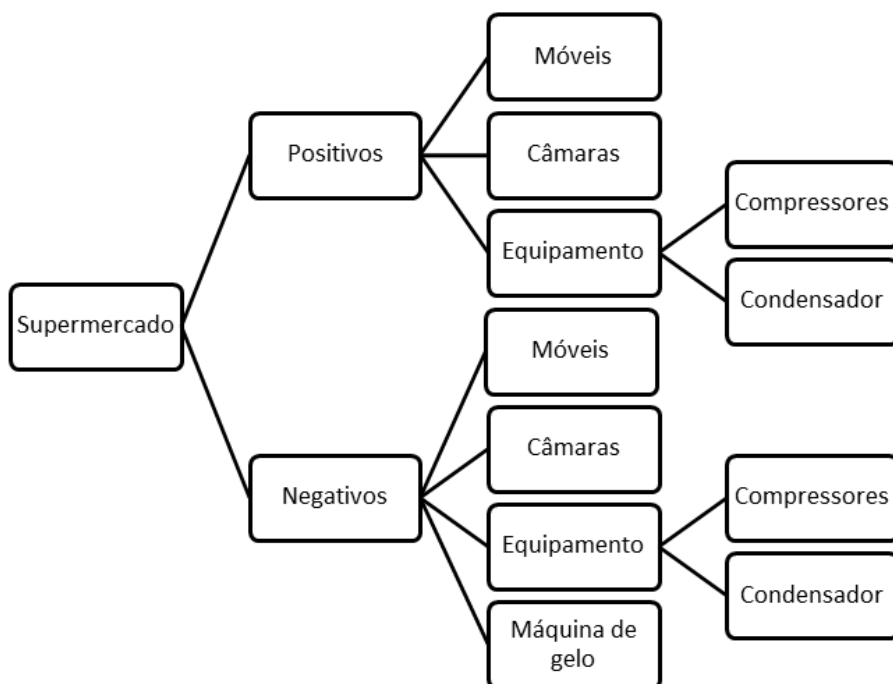 Supermercado
Positivos
Móveis
Câmaras
Equipamento
Compressores
Condensador
Negativos
Móveis
Câmaras
Equipamento
Compressores
Condensador
Máquina de
gelo